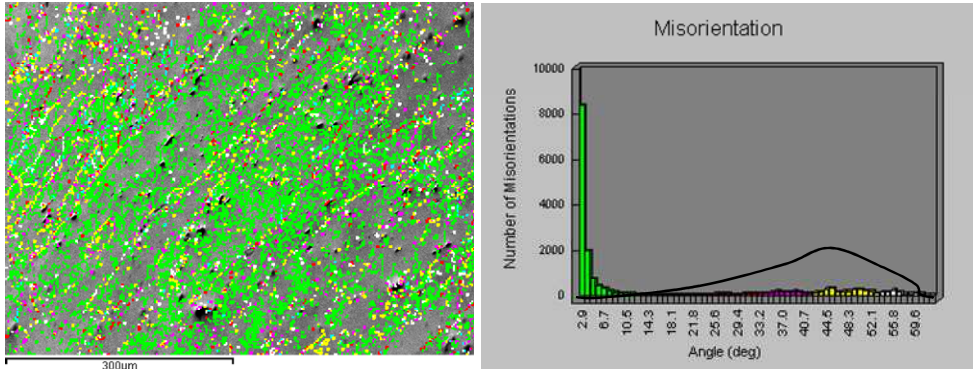 300µm
Misorientation
Number of Misorientations
10000
8000
6000
4000
2000
0
2.9 6.7 10.5 14.3 18.1 21.8 25.6 29.4 33.2 37.0 40.7 44.5 48.3 52.1 55.8 59.6
Angle (deg)